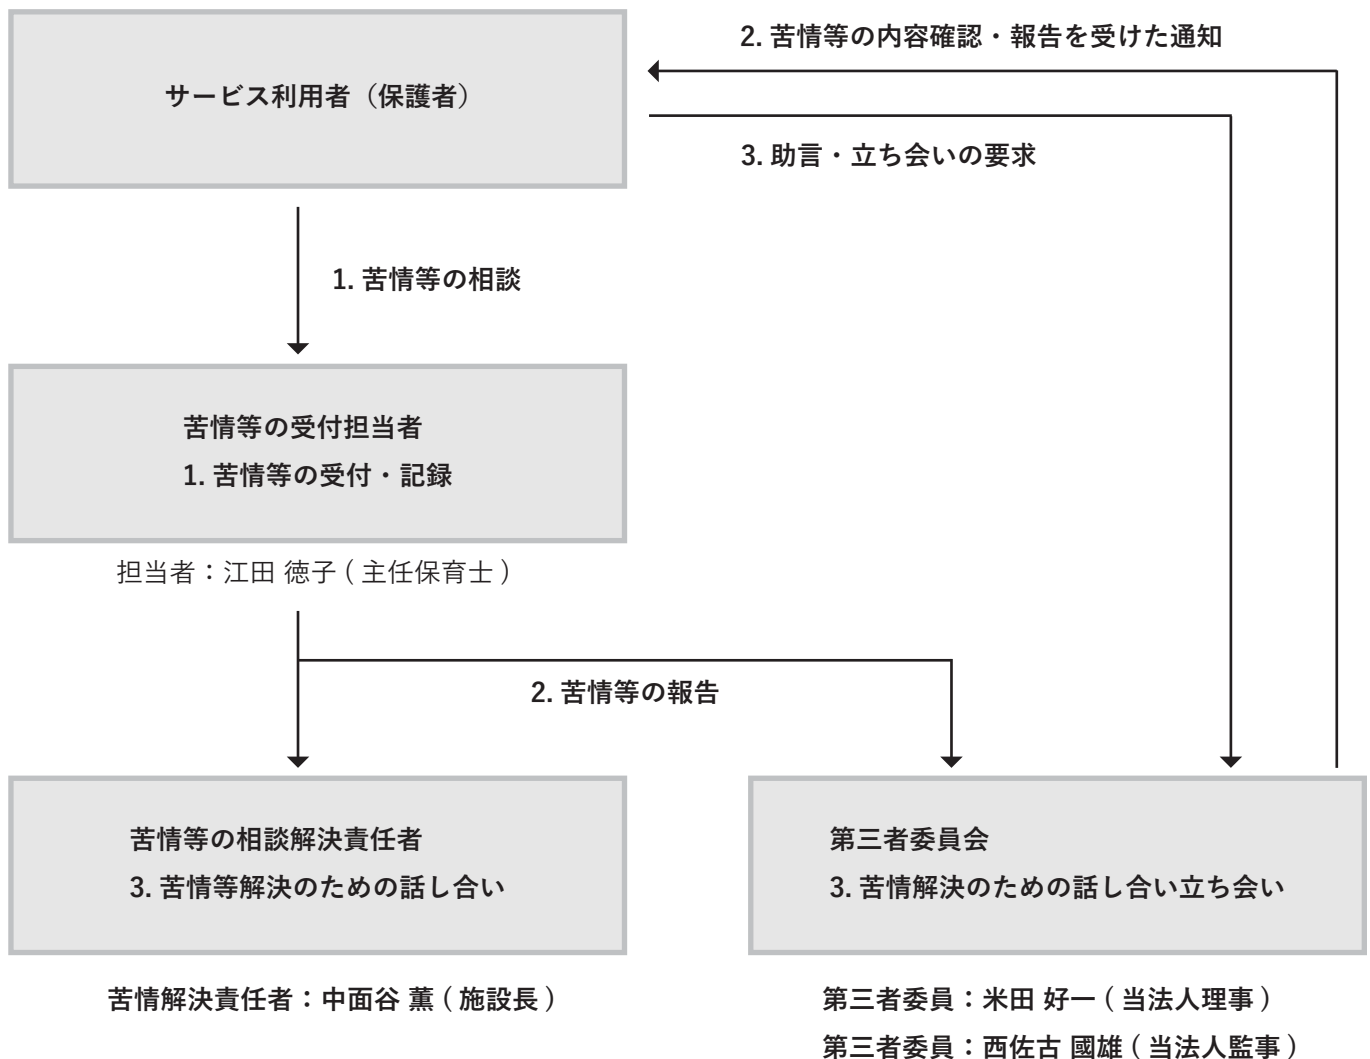 2. 苦情等の内容確認・報告を受けた通知
サービス利用者（保護者）
3. 助言・立ち会いの要求
1. 苦情等の相談
苦情等の受付担当者
1. 苦情等の受付・記録
担当者：江田 徳子 ( 主任保育士 )
2. 苦情等の報告
苦情等の相談解決責任者
3. 苦情等解決のための話し合い
第三者委員会
3. 苦情解決のための話し合い立ち会い
苦情解決責任者：中面谷 薫 ( 施設長 )
第三者委員：米田 好一 ( 当法人理事 )
第三者委員：西佐古 國雄 ( 当法人監事 )